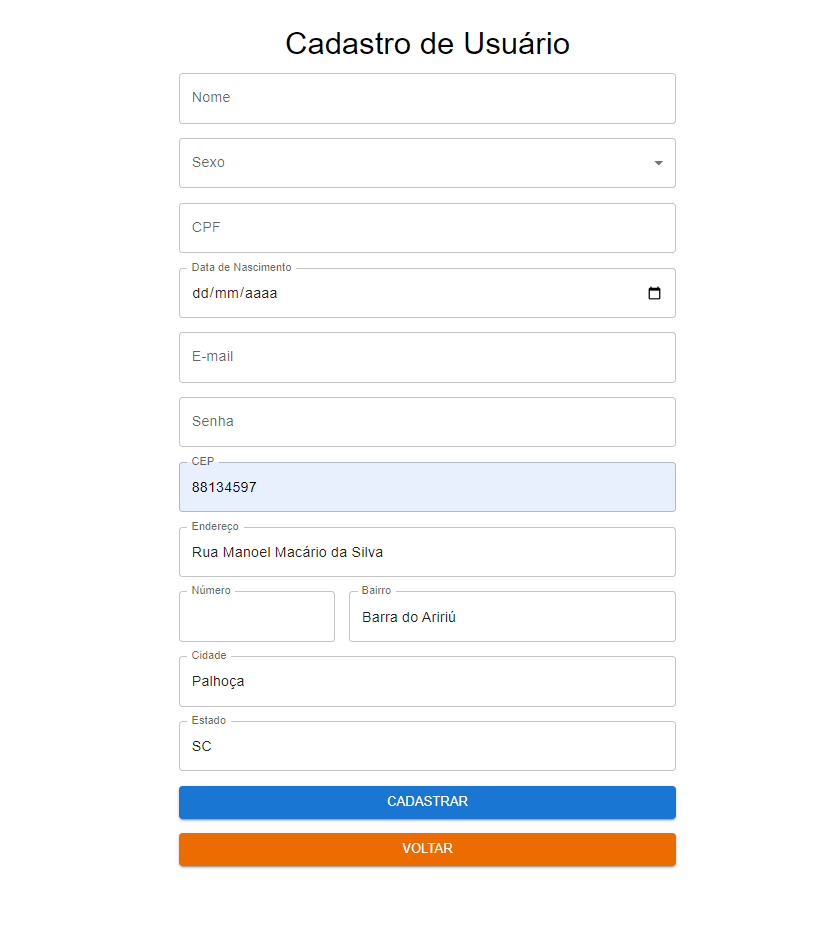 Cadastro de Usuário
Nome
Sexo
CPF
Data de Nascimento
dd/mm/aaaa
E-mail
Senha
CEP
88134597
Endereço
Rua Manoel Macário da Silva
Número
Bairro
Barra do Aririú
Cidade
Palhoça
Estado
SC
CADASTRAR
VOLTAR